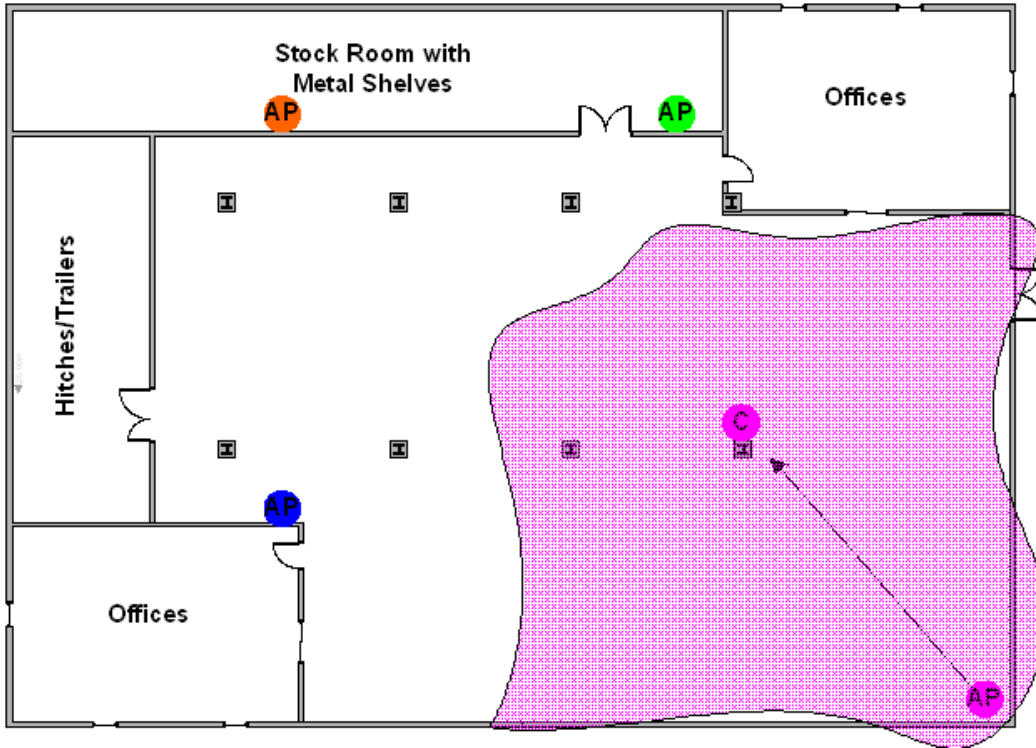 Stock Room with
Metal Shelves
AP
AP
Offices
Hitches/Trailers
C
AP
Offices
AP